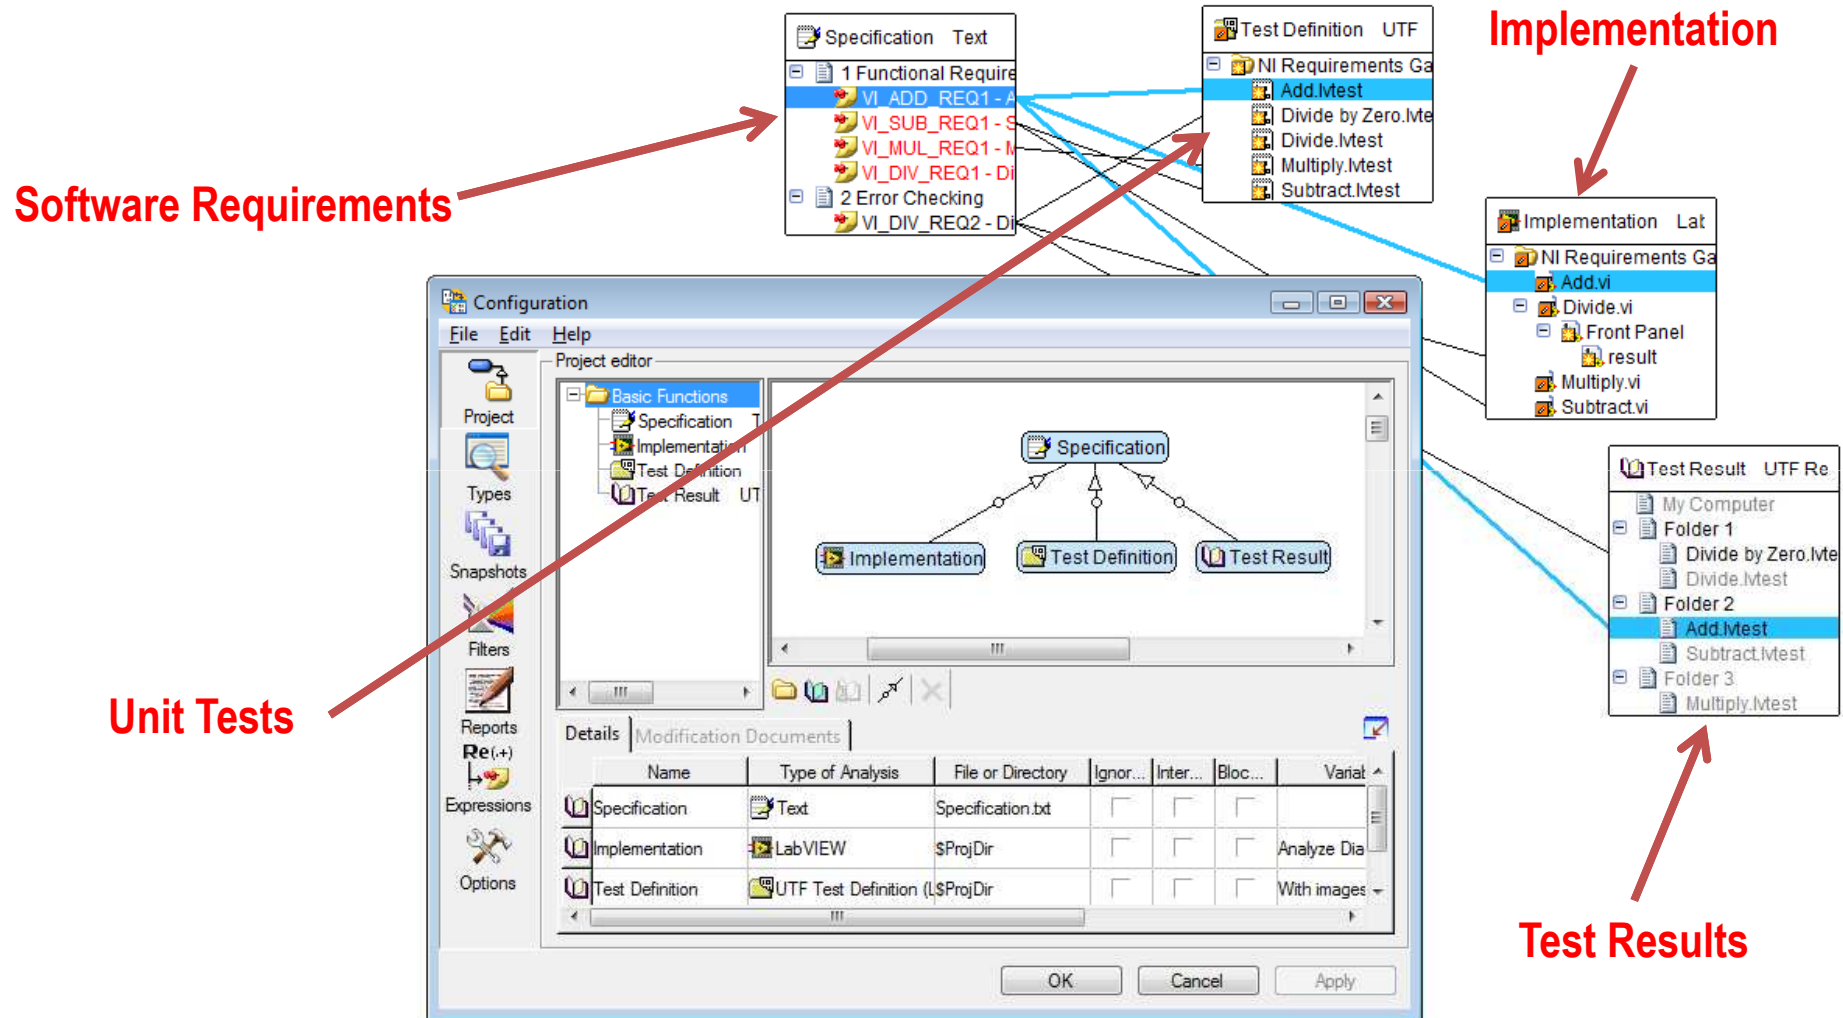 Implementation
Software Requirements
Unit Tests
Test Results
Specification Text
1 Functional Require
VI_ADD_REQ1 - A
VI_SUB_REQ1 - S
VI_MUL_REQ1 - M
VI_DIV_REQ1 - Di
2 Error Checking
VI_DIV_REQ2 - Di
Test Definition UTF
NI Requirements Ga
Add.lvtest
Divide by Zero.lvte
Divide.lvtest
Multiply.lvtest
Subtract.lvtest
Implementation Lab
NI Requirements Ga
Add.vi
Divide.vi
Front Panel
result
Multiply.vi
Subtract.vi
Test Result UTF Re
My Computer
Folder 1
Divide by Zero.lvte
Divide.lvtest
Folder 2
Add.lvtest
Subtract.lvtest
Folder 3
Multiply.lvtest
Configuration
File Edit Help
Project
Types
Snapshots
Filters
Reports
Re(.+)
Expressions
Options
Project editor
Basic Functions
Specification T
Implementation
Test Definition
Test Result UT
Specification
Implementation
Test Definition
Test Result
Details Modification Documents
Name Type of Analysis File or Directory Ignor... Inter... Bloc... Variab
Specification Text Specification.txt
Implementation LabVIEW $ProjDir Analyze Dia
Test Definition UTF Test Definition (L $ProjDir With images
OK Cancel Apply